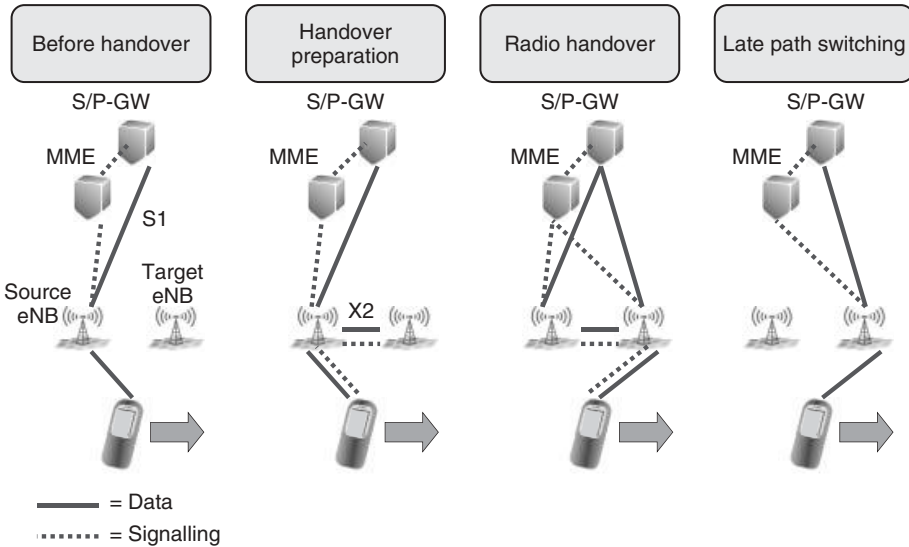 Before handover
Handover
preparation
Radio handover
Late path switching
S/P-GW
S/P-GW
S/P-GW
S/P-GW
MME
MME
MME
MME
S1
Source
eNB
Target
eNB
X2
= Data
= Signalling